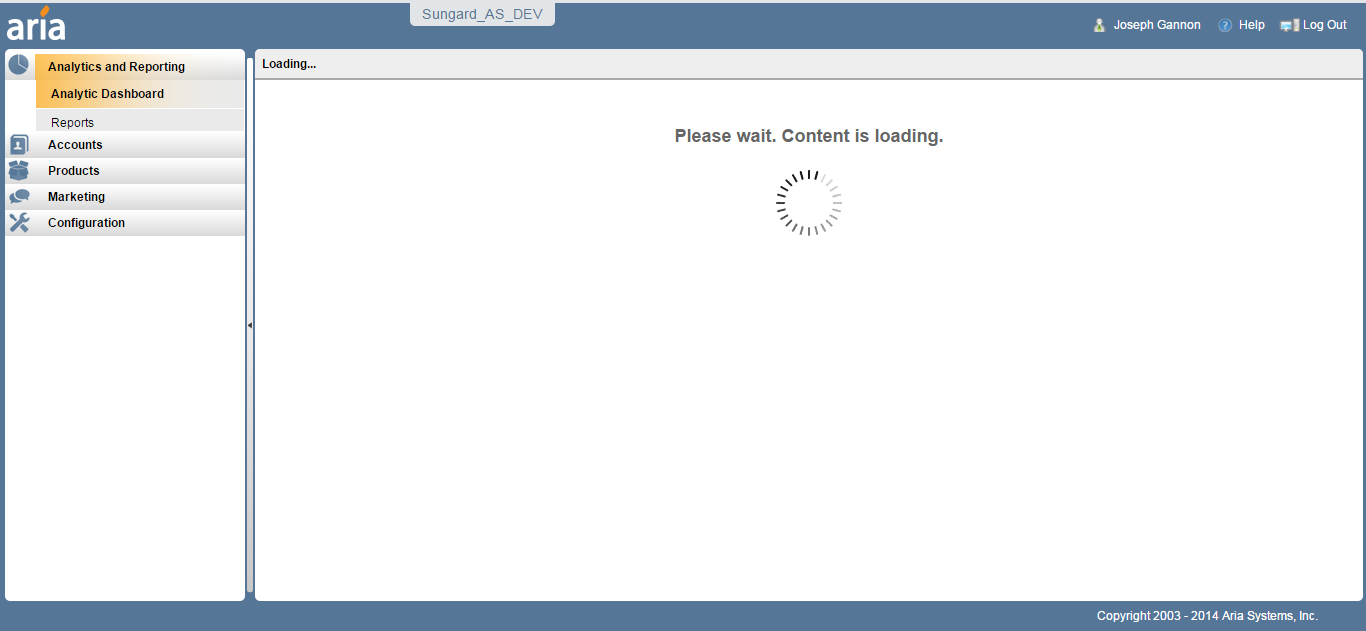 aria
Sungard_AS_DEV
Joseph Gannon
? Help
Log Out
Analytics and Reporting
Analytic Dashboard
Reports
Accounts
Products
Marketing
Configuration
Loading...
Please wait. Content is loading.
Copyright 2003 - 2014 Aria Systems, Inc.